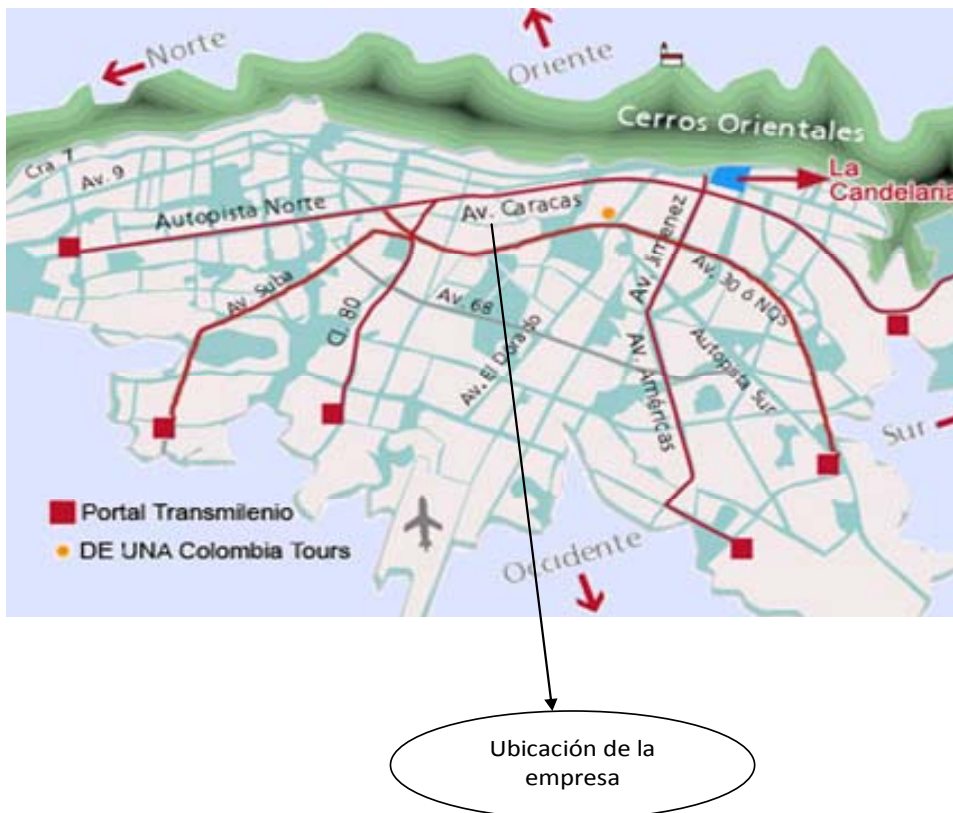 Norte
Oriente
Cerros Orientales
La
Candelaria
Cra. 7
Av. 9
Autopista Norte
Av. Caracas
Av. Jimenez
Av. 30 ó NQS
Av. Suba
Cl. 80
Av. 68
Av. El Dorado
Av. Américas
Autopista Sur
Sur
Portal Transmilenio
DE UNA Colombia Tours
Occidente
Ubicación de la
empresa